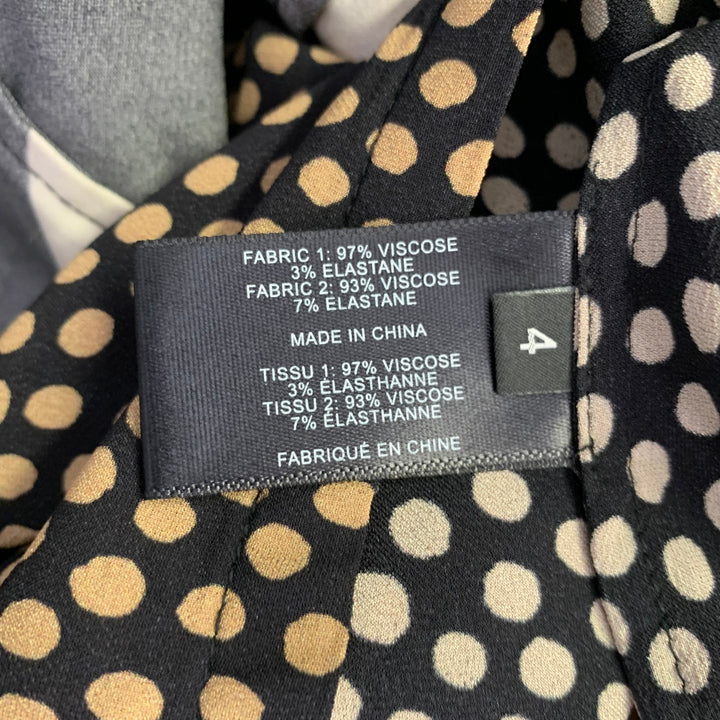 FABRIC 1: 97% VISCOSE
3% ELASTANE
FABRIC 2: 93% VISCOSE
7% ELASTANE
MADE IN CHINA
TISSU 1: 97% VISCOSE
3% ÉLASTHANNE
TISSU 2: 93% VISCOSE
7% ÉLASTHANNE
FABRIQUÉ EN CHINE
4